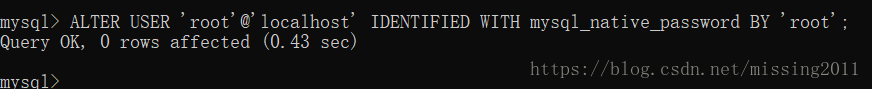 mysql> ALTER USER 'root'@'localhost' IDENTIFIED WITH mysql_native_password BY 'root';
Query OK, 0 rows affected (0.43 sec)
https://blog.csdn.net/missing2011
mysql>